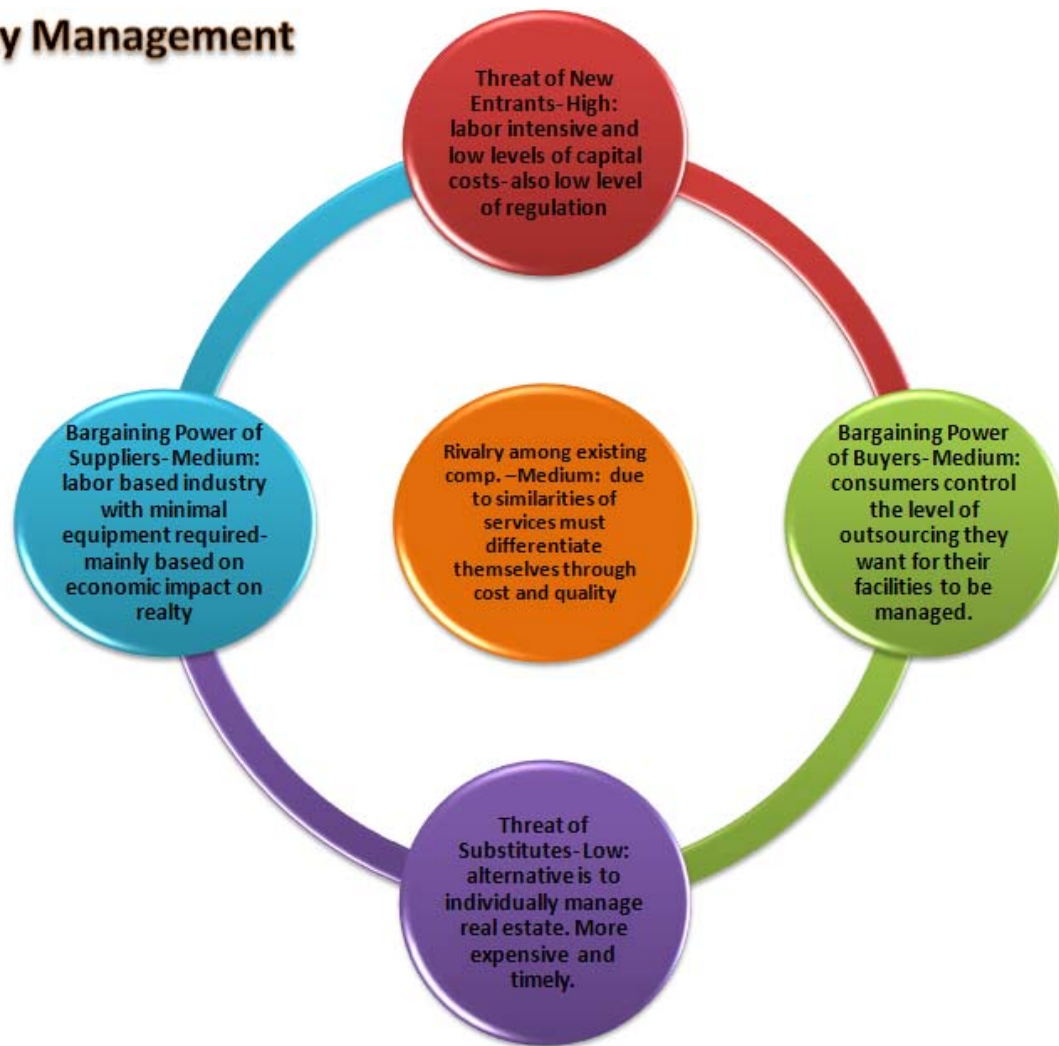 y Management
Threat of New
Entrants- High:
labor intensive and
low levels of capital
costs- also low level
of regulation
Bargaining Power of
Suppliers- Medium:
labor based industry
with minimal
equipment required-
mainly based on
economic impact on
realty
Rivalry among existing
comp. –Medium: due
to similarities of
services must
differentiate
themselves through
cost and quality
Bargaining Power
of Buyers- Medium:
consumers control
the level of
outsourcing they
want for their
facilities to be
managed.
Threat of
Substitutes- Low:
alternative is to
individually manage
real estate. More
expensive and
timely.